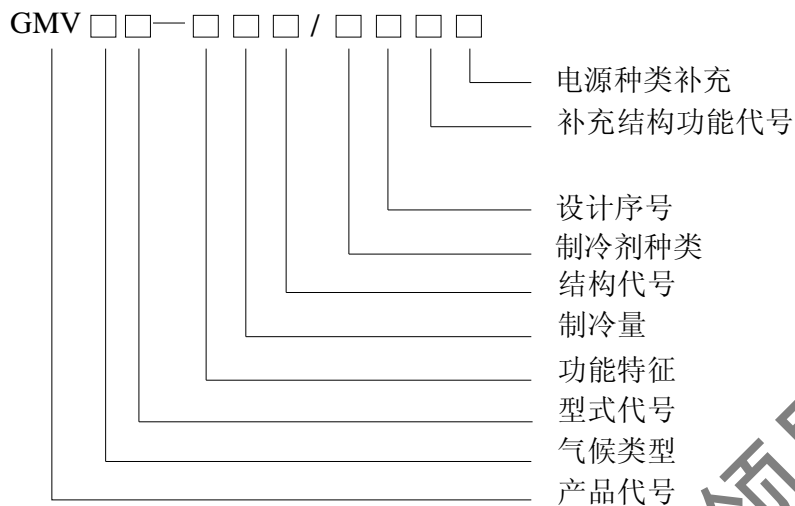 GMV □□—□□□/□□□□
电源种类补充
补充结构功能代号
设计序号
制冷剂种类
结构代号
制冷量
功能特征
型式代号
气候类型
产品代号